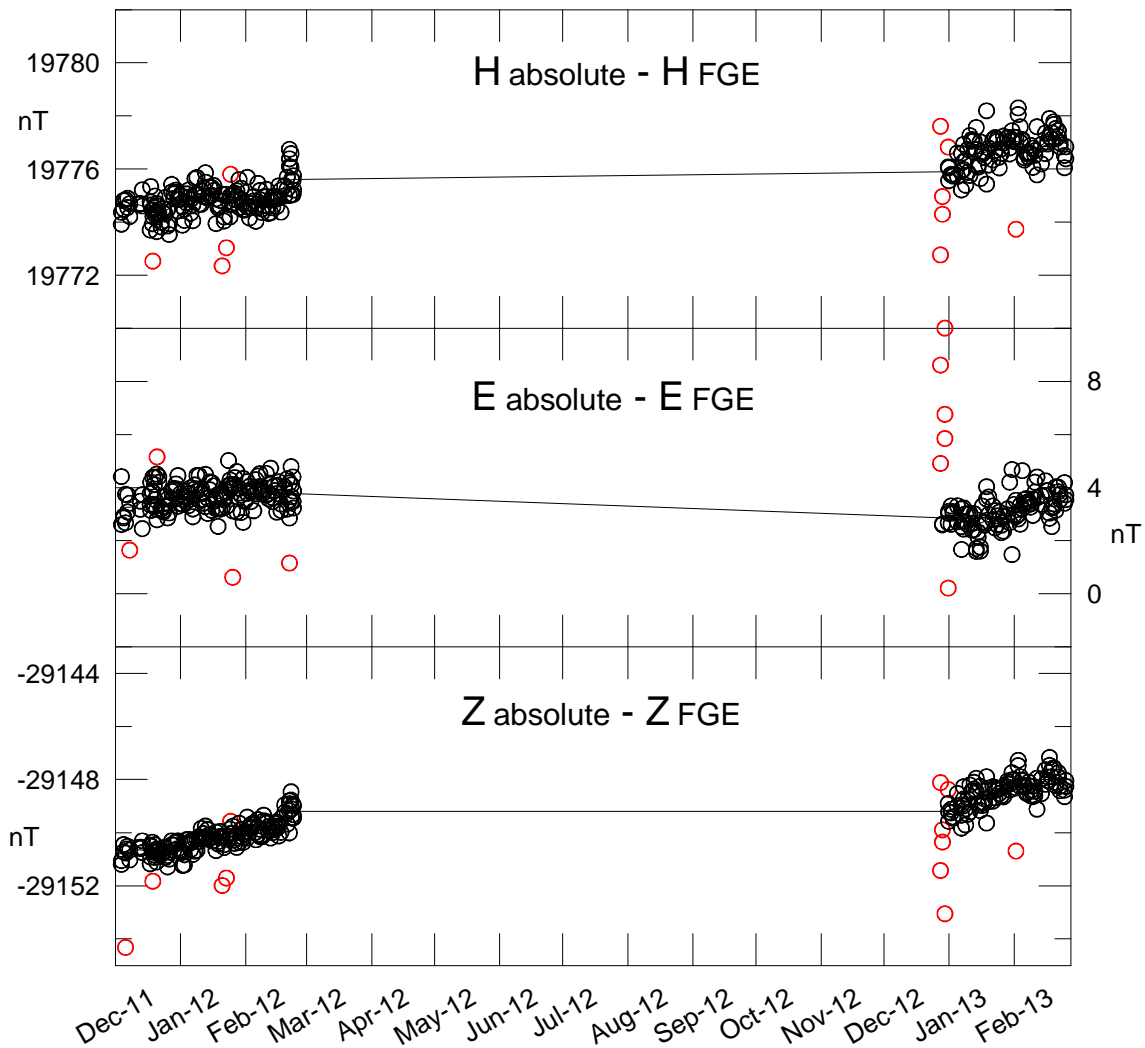 H absolute - H FGE
19780
nT
19776
19772
E absolute - E FGE
8
4
nT
0
Z absolute - Z FGE
-29144
-29148
nT
-29152
Dec-11
Jan-12
Feb-12
Mar-12
Apr-12
May-12
Jun-12
Jul-12
Aug-12
Sep-12
Oct-12
Nov-12
Dec-12
Jan-13
Feb-13